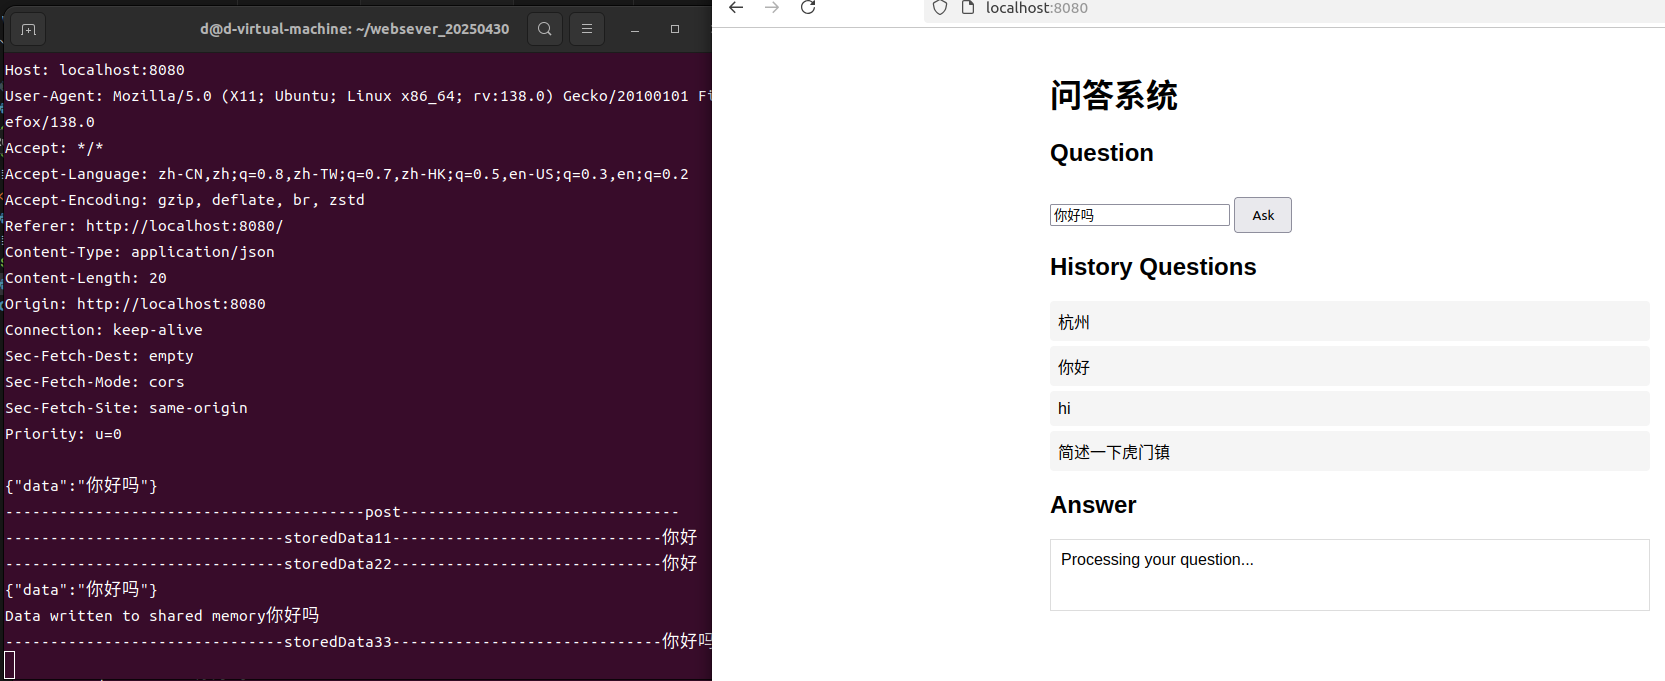 d@d-virtual-machine: ~/websever_20250430
Host: localhost:8080
User-Agent: Mozilla/5.0 (X11; Ubuntu; Linux x86_64; rv:138.0) Gecko/20100101 Fi
efox/138.0
Accept: */*
Accept-Language: zh-CN,zh;q=0.8,zh-TW;q=0.7,zh-HK;q=0.5,en-US;q=0.3,en;q=0.2
Accept-Encoding: gzip, deflate, br, zstd
Referer: http://localhost:8080/
Content-Type: application/json
Content-Length: 20
Origin: http://localhost:8080
Connection: keep-alive
Sec-Fetch-Dest: empty
Sec-Fetch-Mode: cors
Sec-Fetch-Site: same-origin
Priority: u=0
{"data":"你好吗"}
----------------------------------------post-------------------------------
-------------------------------storedData11------------------------------你好
-------------------------------storedData22------------------------------你好
{"data":"你好吗"}
Data written to shared memory你好吗
-------------------------------storedData33------------------------------你好吗
localhost:8080
问答系统
Question
你好吗 Ask
History Questions
杭州
你好
hi
简述一下虎门镇
Answer
Processing your question...